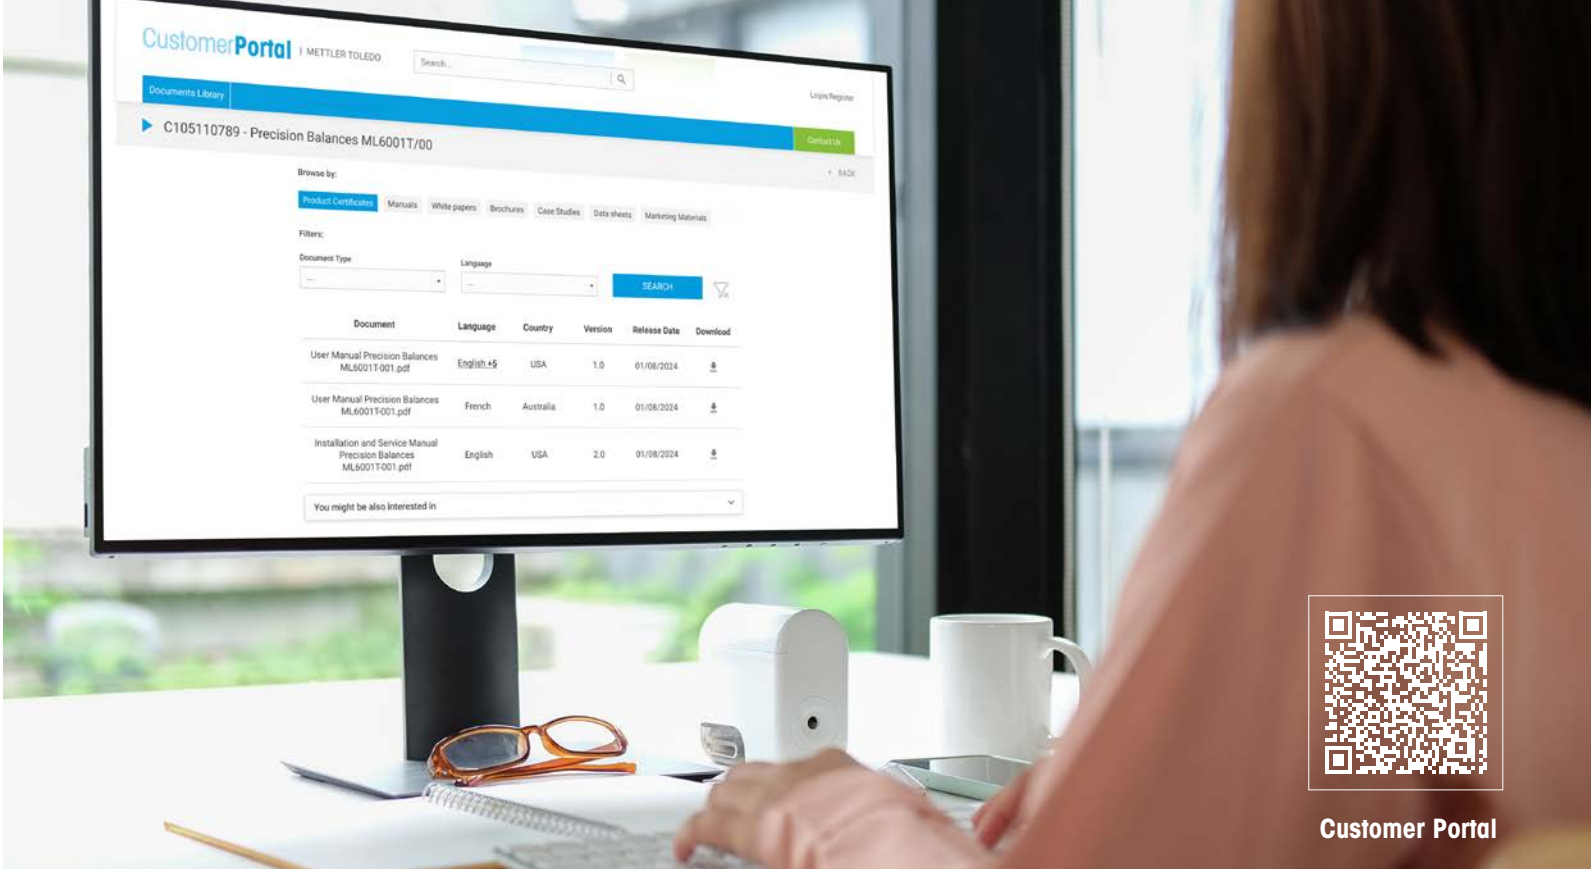 CustomerPortal | METTLER TOLEDO
Search...
Login/Register
Documents Library
Contact Us
C105110789 - Precision Balances ML6001T/00
BACK
Browse by:
Product Certificates Manuals White papers Brochures Case Studies Data sheets Marketing Materials
Filters:
Document Type Language
... ...
SEARCH
Document Language Country Version Release Date Download
User Manual Precision Balances
ML6001T-001.pdf
English +5 USA 1.0 01/08/2024
User Manual Precision Balances
ML6001T-001.pdf
French Australia 1.0 01/08/2024
Installation and Service Manual
Precision Balances
ML6001T-001.pdf
English USA 2.0 01/08/2024
You might be also interested in
Customer Portal